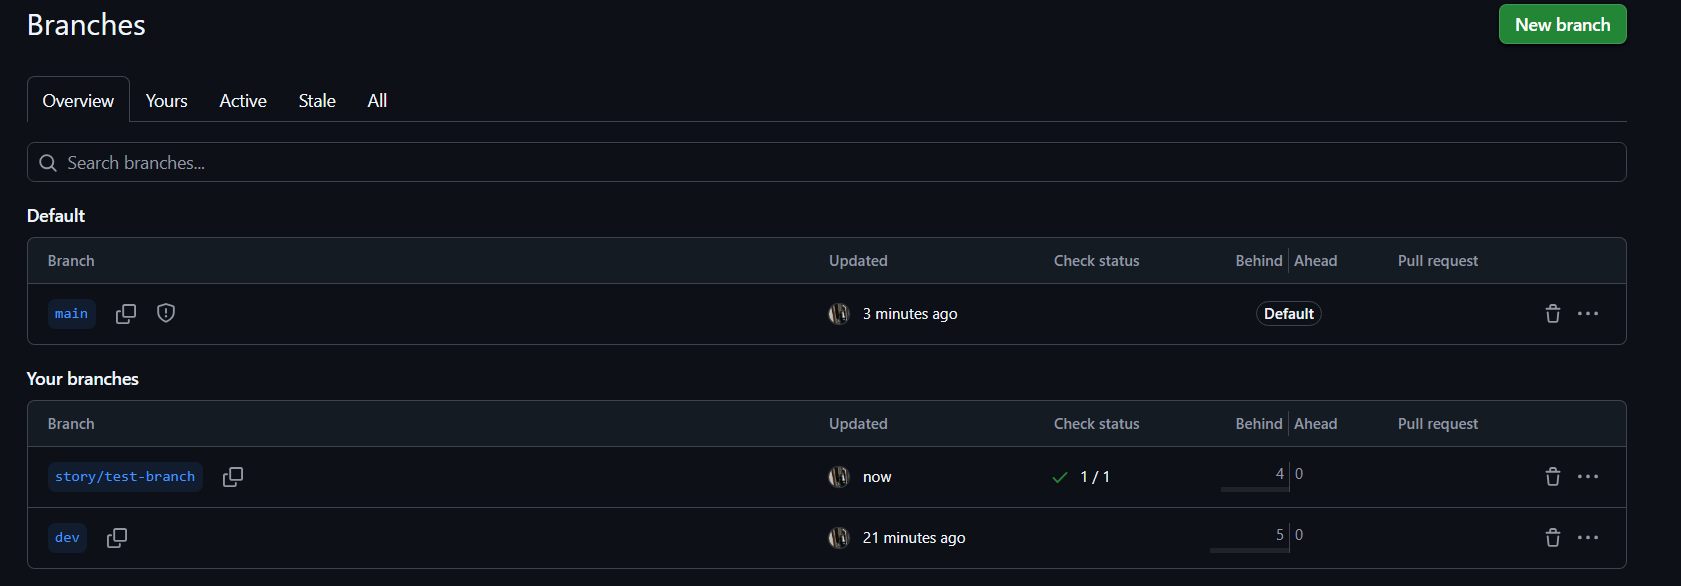 Branches
New branch
Overview Yours Active Stale All
Search branches...
Default
Branch Updated Check status Behind Ahead Pull request
main 3 minutes ago Default
Your branches
Branch Updated Check status Behind Ahead Pull request
story/test-branch now 1 / 1 4 0
dev 21 minutes ago 5 0